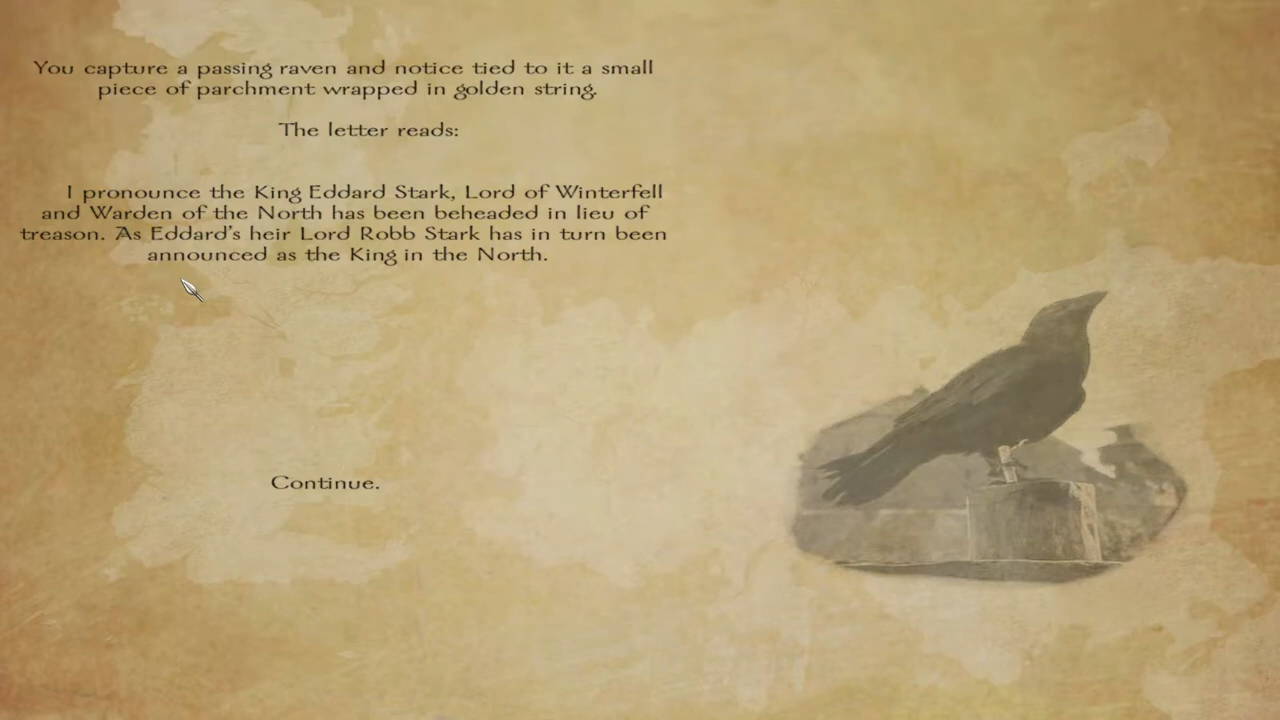 You capture a passing raven and notice tied to it a small
piece of parchment wrapped in golden string.
The letter reads:
I pronounce the King Eddard Stark, Lord of Winterfell
and Warden of the North has been beheaded in lieu of
treason. As Eddard's heir Lord Robb Stark has in turn been
announced as the King in the North.
Continue.